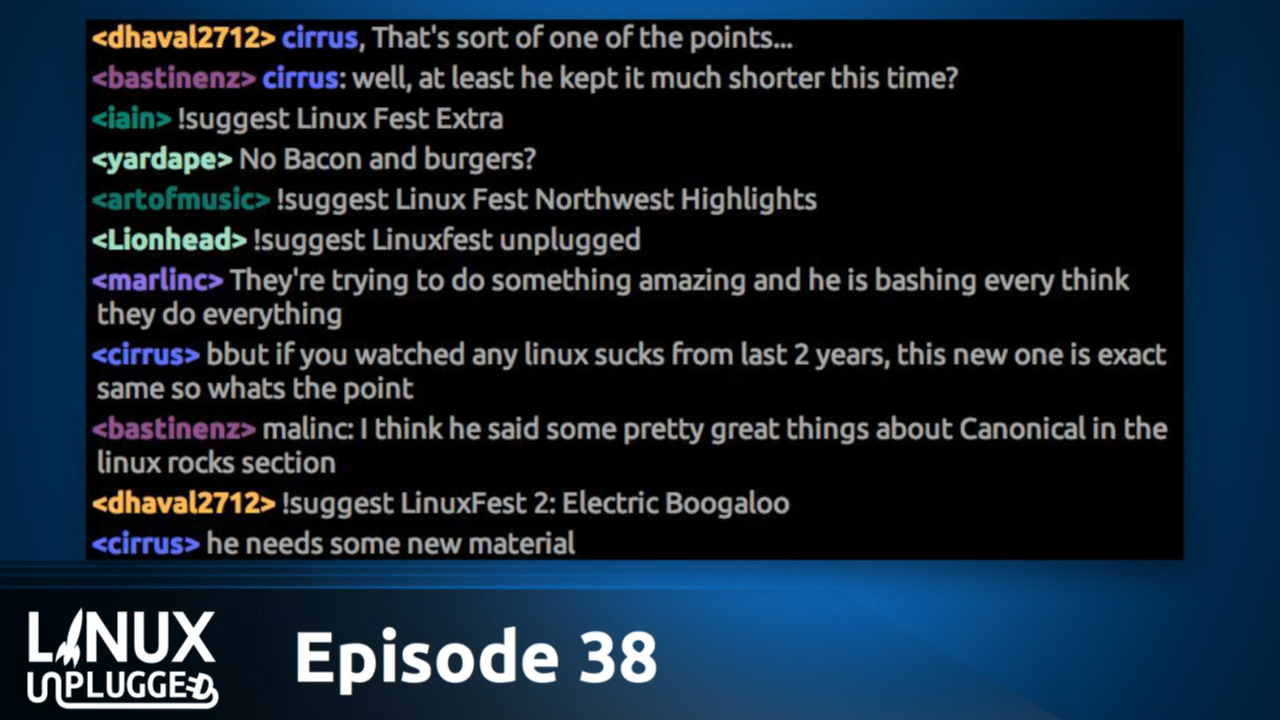 <dhaval2712> cirrus, That's sort of one of the points...
<bastinenz> cirrus: well, at least he kept it much shorter this time?
<iain> !suggest Linux Fest Extra
<yardape> No Bacon and burgers?
<artofmusic> !suggest Linux Fest Northwest Highlights
<Lionhead> !suggest Linuxfest unplugged
<marlinc> They're trying to do something amazing and he is bashing every think
they do everything
<cirrus> bbut if you watched any linux sucks from last 2 years, this new one is exact
same so whats the point
<bastinenz> malinc: I think he said some pretty great things about Canonical in the
linux rocks section
<dhaval2712> !suggest LinuxFest 2: Electric Boogaloo
<cirrus> he needs some new material
LINUX
UNPLUGGED
Episode 38